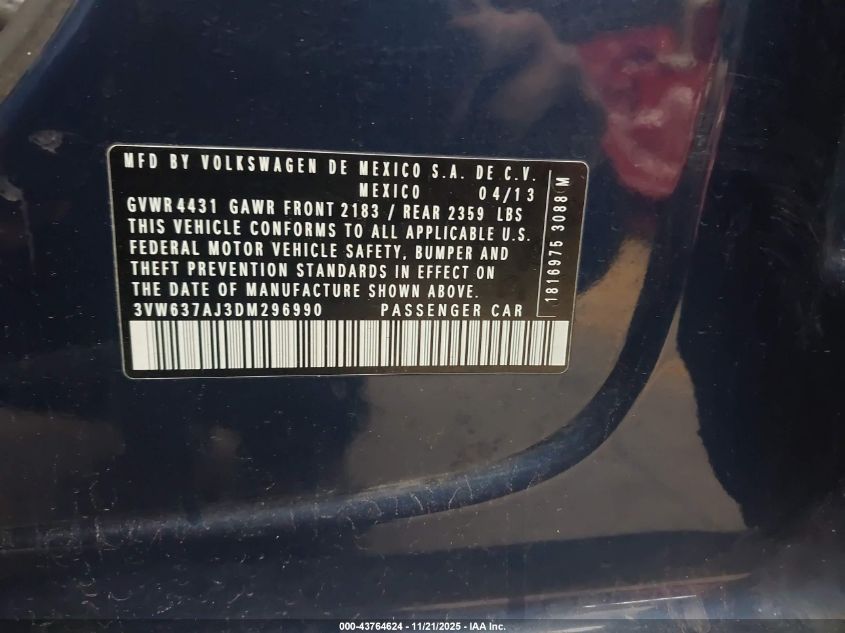 MFD BY VOLKSWAGEN DE MEXICO S.A. DE C.V.
MEXICO 04/13
GVWR 4431 GAWR FRONT 2183 / REAR 2359 LBS
THIS VEHICLE CONFORMS TO ALL APPLICABLE U.S.
FEDERAL MOTOR VEHICLE SAFETY, BUMPER AND
THEFT PREVENTION STANDARDS IN EFFECT ON
THE DATE OF MANUFACTURE SHOWN ABOVE.
3VW637AJ3DM296990 PASSENGER CAR
1816975 3088 M
000-43764624 - 11/21/2025 - IAA Inc.